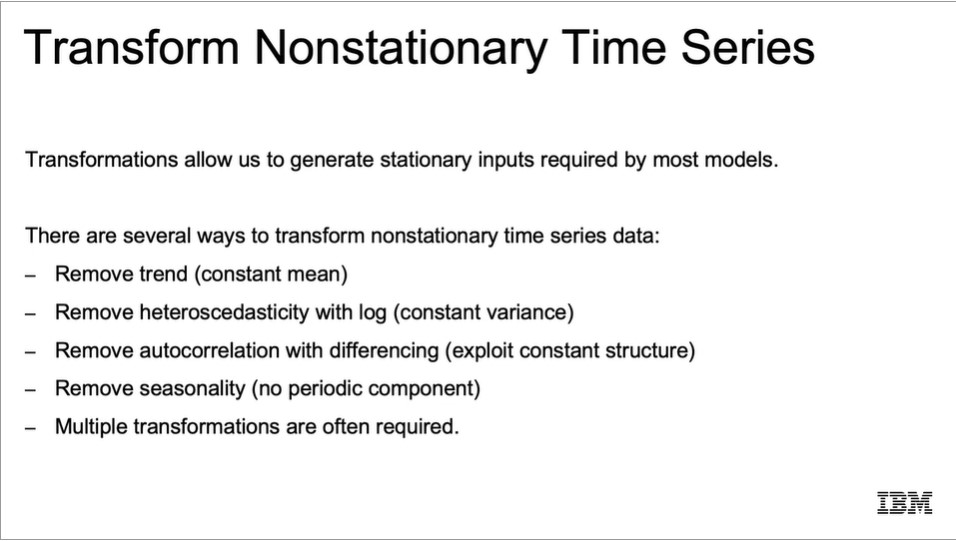 Transform Nonstationary Time Series
Transformations allow us to generate stationary inputs required by most models.
There are several ways to transform nonstationary time series data:
– Remove trend (constant mean)
– Remove heteroscedasticity with log (constant variance)
– Remove autocorrelation with differencing (exploit constant structure)
– Remove seasonality (no periodic component)
– Multiple transformations are often required.
IBM